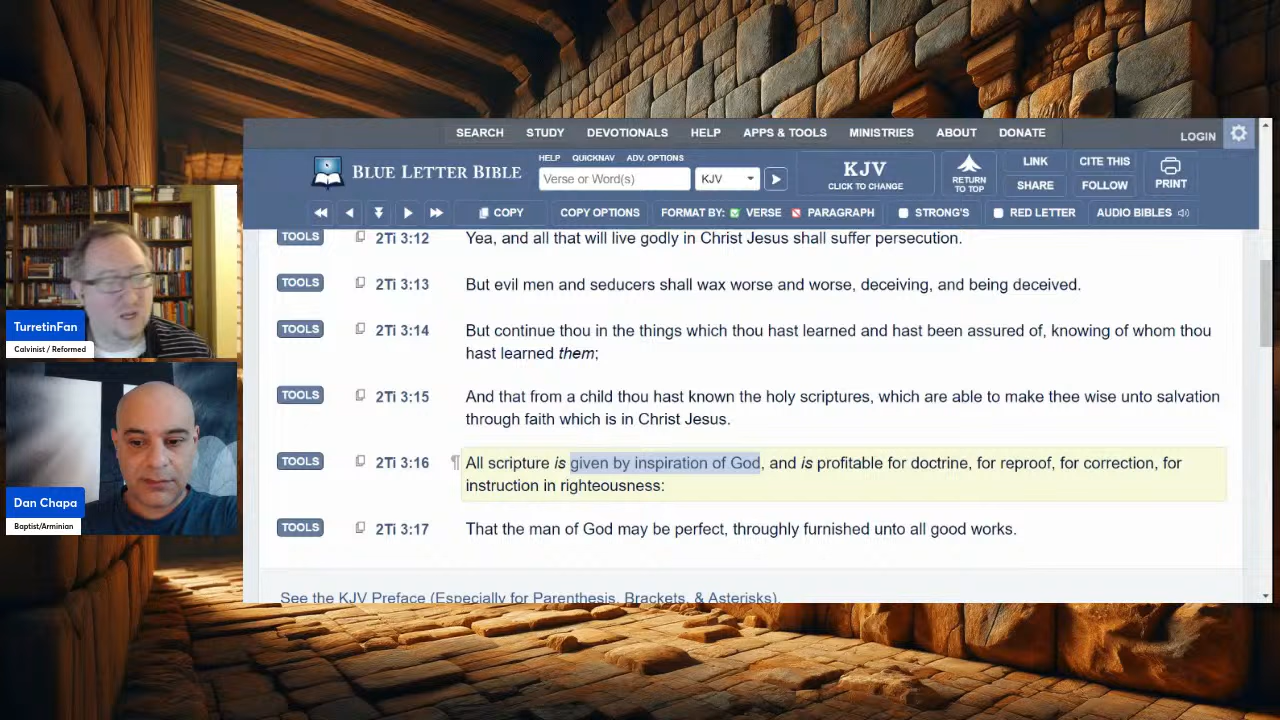 SEARCH STUDY DEVOTIONALS HELP APPS & TOOLS MINISTRIES ABOUT DONATE LOGIN
BLUE LETTER BIBLE
HELP QUICKNAV ADV. OPTIONS
Verse or Word(s) KJV
KJV
CLICK TO CHANGE
RETURN
TO TOP
LINK CITE THIS
SHARE FOLLOW
PRINT
COPY COPY OPTIONS FORMAT BY: VERSE PARAGRAPH STRONG'S RED LETTER AUDIO BIBLES
TOOLS 2Ti 3:12 Yea, and all that will live godly in Christ Jesus shall suffer persecution.
TOOLS 2Ti 3:13 But evil men and seducers shall wax worse and worse, deceiving, and being deceived.
TOOLS 2Ti 3:14 But continue thou in the things which thou hast learned and hast been assured of, knowing of whom thou
hast learned them;
TOOLS 2Ti 3:15 And that from a child thou hast known the holy scriptures, which are able to make thee wise unto salvation
through faith which is in Christ Jesus.
TOOLS 2Ti 3:16 ¶ All scripture is given by inspiration of God, and is profitable for doctrine, for reproof, for correction, for
instruction in righteousness:
TOOLS 2Ti 3:17 That the man of God may be perfect, throughly furnished unto all good works.
See the KJV Preface (Especially for Parenthesis, Brackets, & Asterisks).
TurretinFan
Calvinist / Reformed
Dan Chapa
Baptist/Arminian